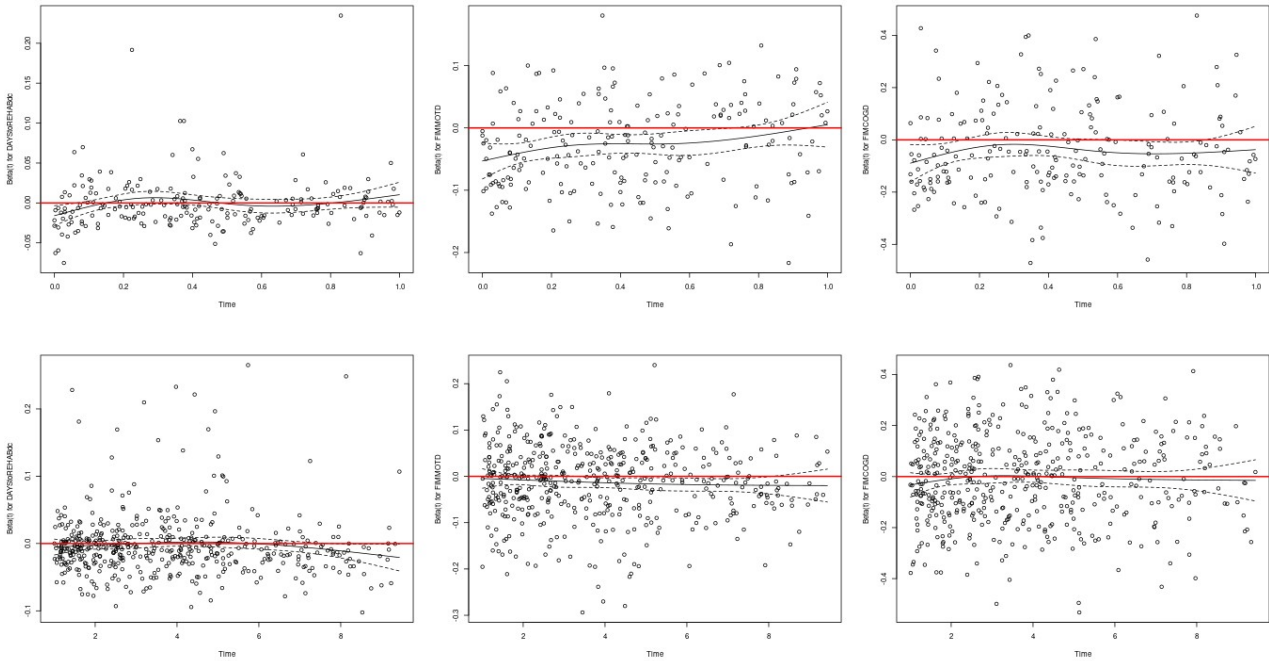 Beta(t) for DAYStoREHABdc
0.20
0.15
0.10
0.05
0.00
-0.05
0.0 0.2 0.4 0.6 0.8 1.0
Time
Beta(t) for FIMMOTD
0.1
0.0
-0.1
-0.2
0.0 0.2 0.4 0.6 0.8 1.0
Time
Beta(t) for FIMCOGD
0.4
0.2
0.0
-0.2
-0.4
0.0 0.2 0.4 0.6 0.8 1.0
Time
Beta(t) for DAYStoREHABdc
0.2
0.1
0.0
-0.1
2 4 6 8
Time
Beta(t) for FIMMOTD
0.2
0.1
0.0
-0.1
-0.2
-0.3
2 4 6 8
Time
Beta(t) for FIMCOGD
0.4
0.2
0.0
-0.2
-0.4
2 4 6 8
Time